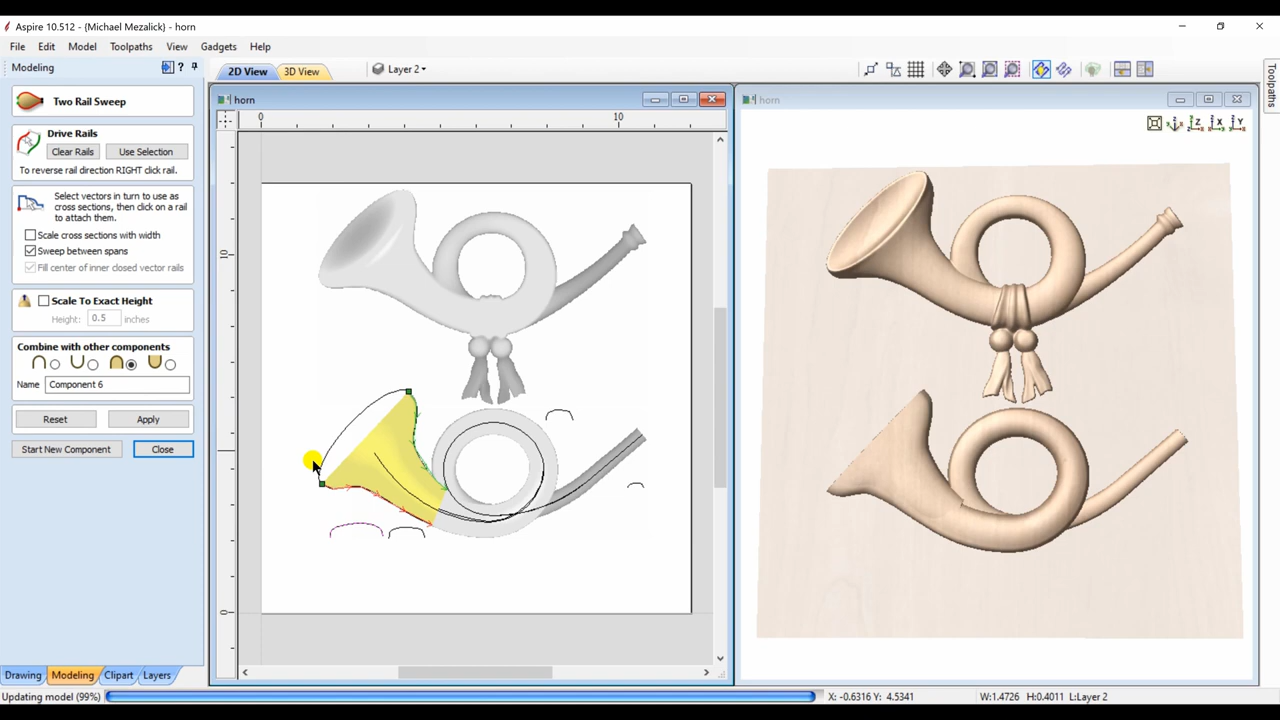 Aspire 10.512 - {Michael Mezalick} - horn
File Edit Model Toolpaths View Gadgets Help
Modeling
Two Rail Sweep
Drive Rails
Clear Rails Use Selection
To reverse rail direction RIGHT click rail.
Select vectors in turn to use as
cross sections, then click on a rail
to attach them.
Scale cross sections with width
Sweep between spans
Fill center of inner closed vector rails
Scale To Exact Height
Height: 0.5 inches
Combine with other components
Name Component 6
Reset Apply
Start New Component Close
Drawing Modeling Clipart Layers
Updating model (99%)
2D View 3D View Layer 2
horn
0 10
10
0
horn
Z X Y
Toolpaths
X: -0.6316 Y: 4.5341 W:1.4726 H:0.4011 L:Layer 2